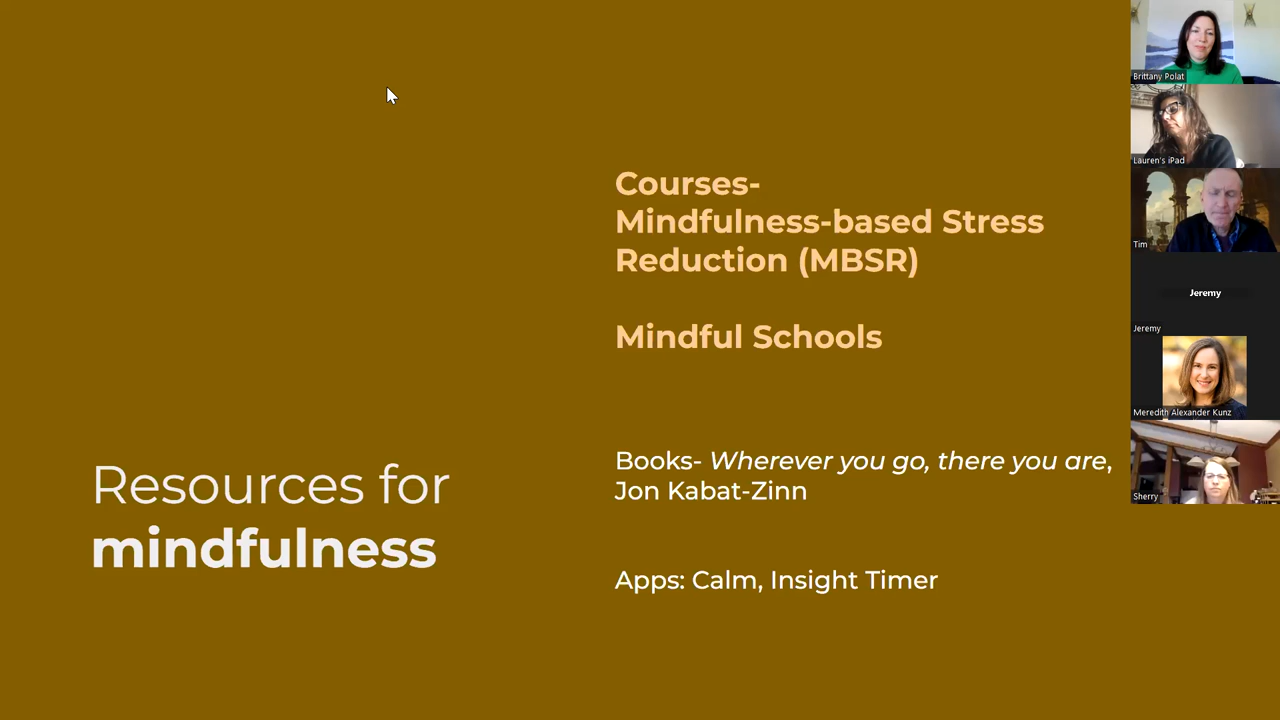 Courses-
Mindfulness-based Stress
Reduction (MBSR)
Mindful Schools
Books- Wherever you go, there you are,
Jon Kabat-Zinn
Apps: Calm, Insight Timer
Resources for
mindfulness
Brittany Polat
Lauren's iPad
Tim
Jeremy
Jeremy
Meredith Alexander Kunz
Sherry